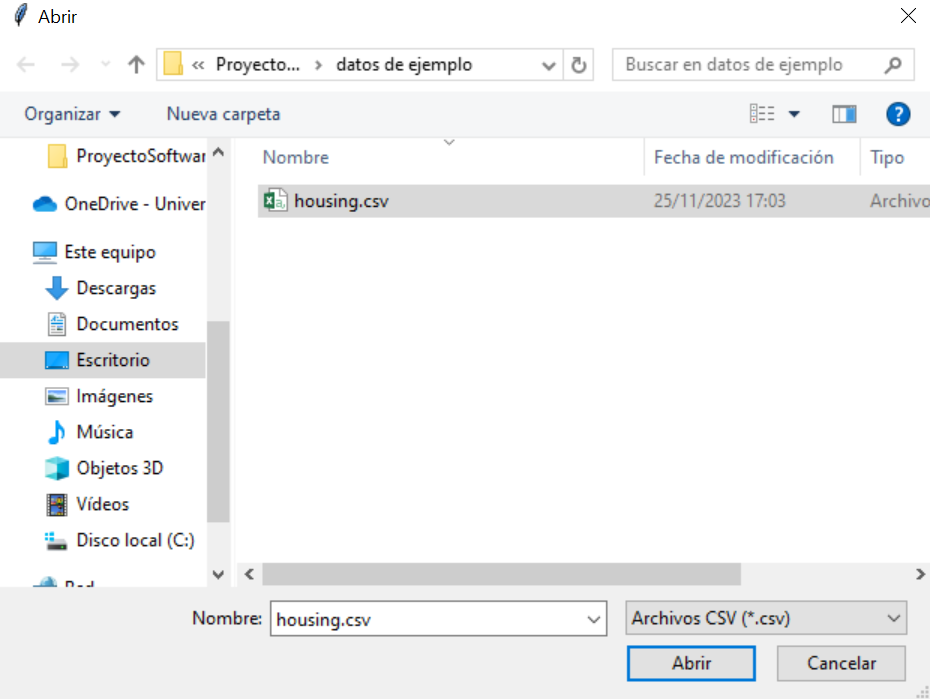 Abrir
« Proyecto... › datos de ejemplo
Buscar en datos de ejemplo
Organizar
Nueva carpeta
?
ProyectoSoftwar
OneDrive - Univer
Este equipo
Descargas
Documentos
Escritorio
Imágenes
Música
Objetos 3D
Vídeos
Disco local (C:)
Red
Nombre Fecha de modificación Tipo
housing.csv 25/11/2023 17:03 Archivo
Nombre: housing.csv Archivos CSV (*.csv)
Abrir Cancelar